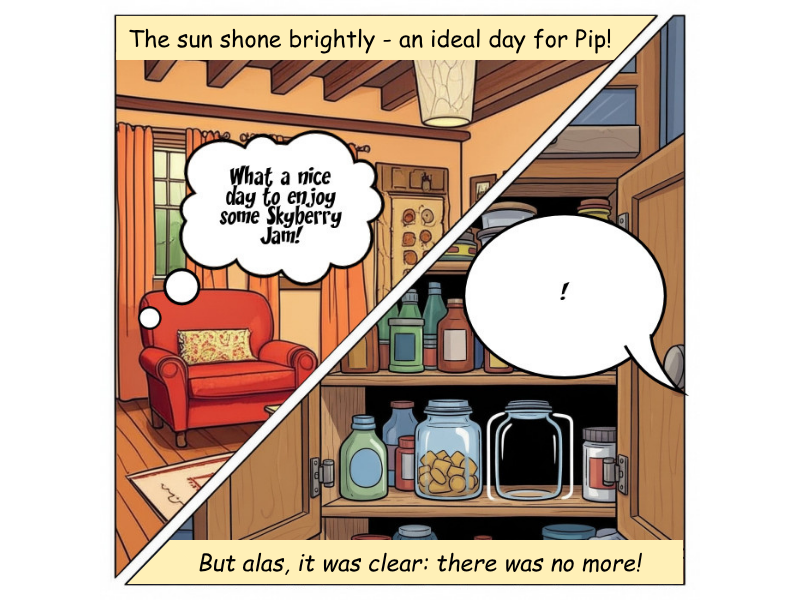 The sun shone brightly - an ideal day for Pip!
What a nice
day to enjoy
some Skyberry
Jam!
!
But alas, it was clear: there was no more!